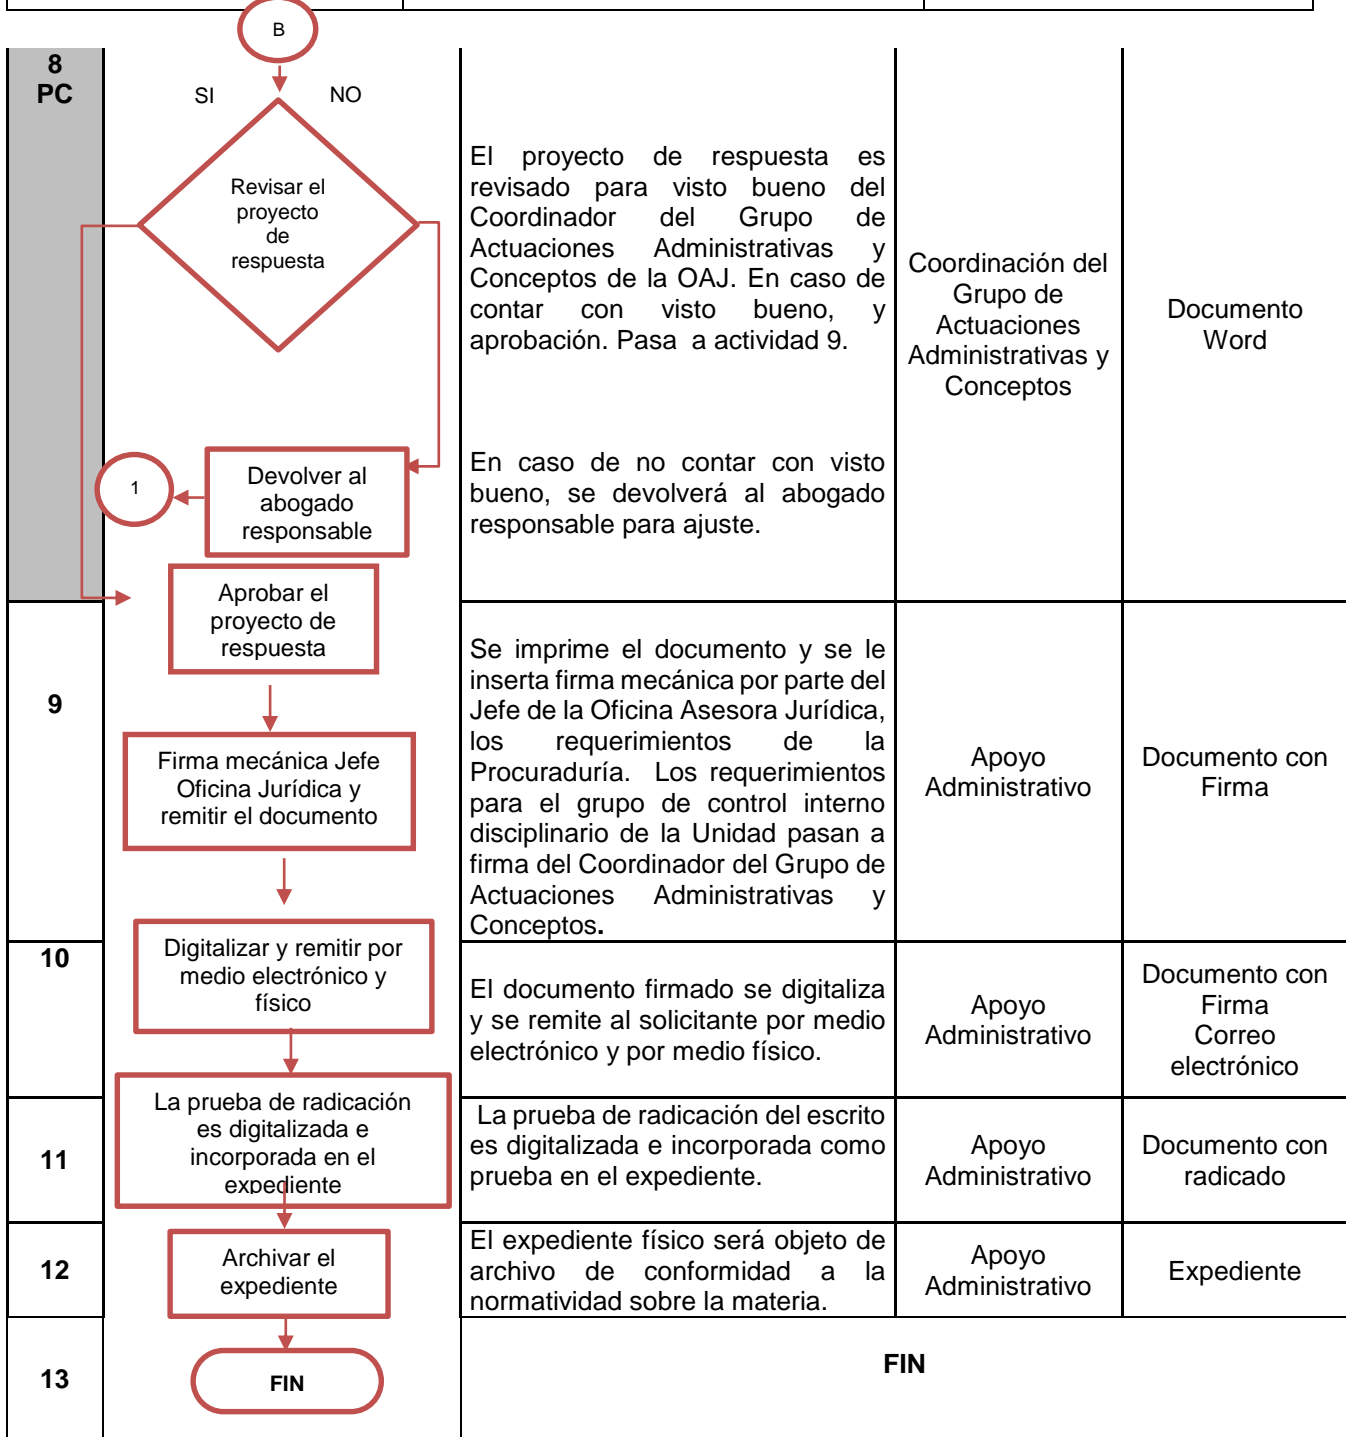 B
8
PC
SI
NO
Revisar el
proyecto
de
respuesta
El proyecto de respuesta es
revisado para visto bueno del
Coordinador del Grupo de
Actuaciones Administrativas y
Conceptos de la OAJ. En caso de
contar con visto bueno, y
aprobación. Pasa a actividad 9.
En caso de no contar con visto
bueno, se devolverá al abogado
responsable para ajuste.
Coordinación del
Grupo de
Actuaciones
Administrativas y
Conceptos
Documento
Word
1
Devolver al
abogado
responsable
Aprobar el
proyecto de
respuesta
9
Firma mecánica Jefe
Oficina Jurídica y
remitir el documento
Se imprime el documento y se le
inserta firma mecánica por parte del
Jefe de la Oficina Asesora Jurídica,
los requerimientos de la
Procuraduría. Los requerimientos
para el grupo de control interno
disciplinario de la Unidad pasan a
firma del Coordinador del Grupo de
Actuaciones Administrativas y
Conceptos.
Apoyo
Administrativo
Documento con
Firma
10
Digitalizar y remitir por
medio electrónico y
físico
El documento firmado se digitaliza
y se remite al solicitante por medio
electrónico y por medio físico.
Apoyo
Administrativo
Documento con
Firma
Correo
electrónico
11
La prueba de radicación
es digitalizada e
incorporada en el
expediente
La prueba de radicación del escrito
es digitalizada e incorporada como
prueba en el expediente.
Apoyo
Administrativo
Documento con
radicado
12
Archivar el
expediente
El expediente físico será objeto de
archivo de conformidad a la
normatividad sobre la materia.
Apoyo
Administrativo
Expediente
13
FIN
FIN